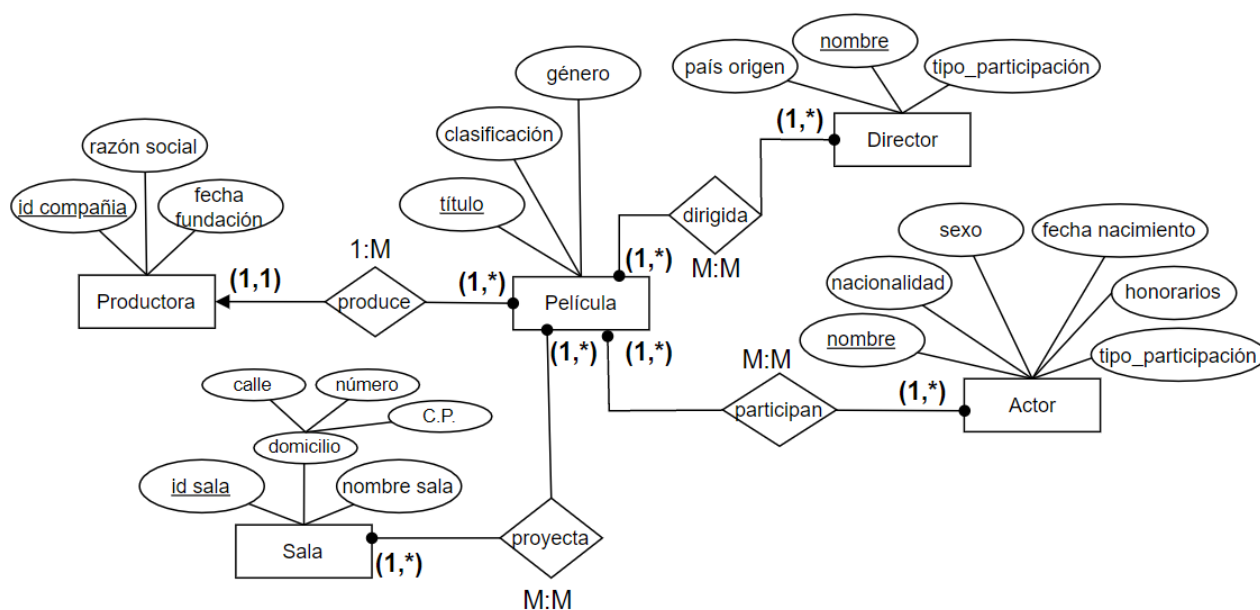 género
nombre
país origen
tipo_participación
clasificación
(1,*)
Director
razón social
id compañia
fecha
fundación
título
dirigida
sexo
fecha nacimiento
1:M
(1,*)
M:M
(1,1)
(1,*)
nacionalidad
honorarios
Productora
produce
Película
nombre
tipo_participación
(1,*)
(1,*)
M:M
calle
número
participan
(1,*)
Actor
C.P.
domicilio
id sala
nombre sala
proyecta
Sala
(1,*)
M:M